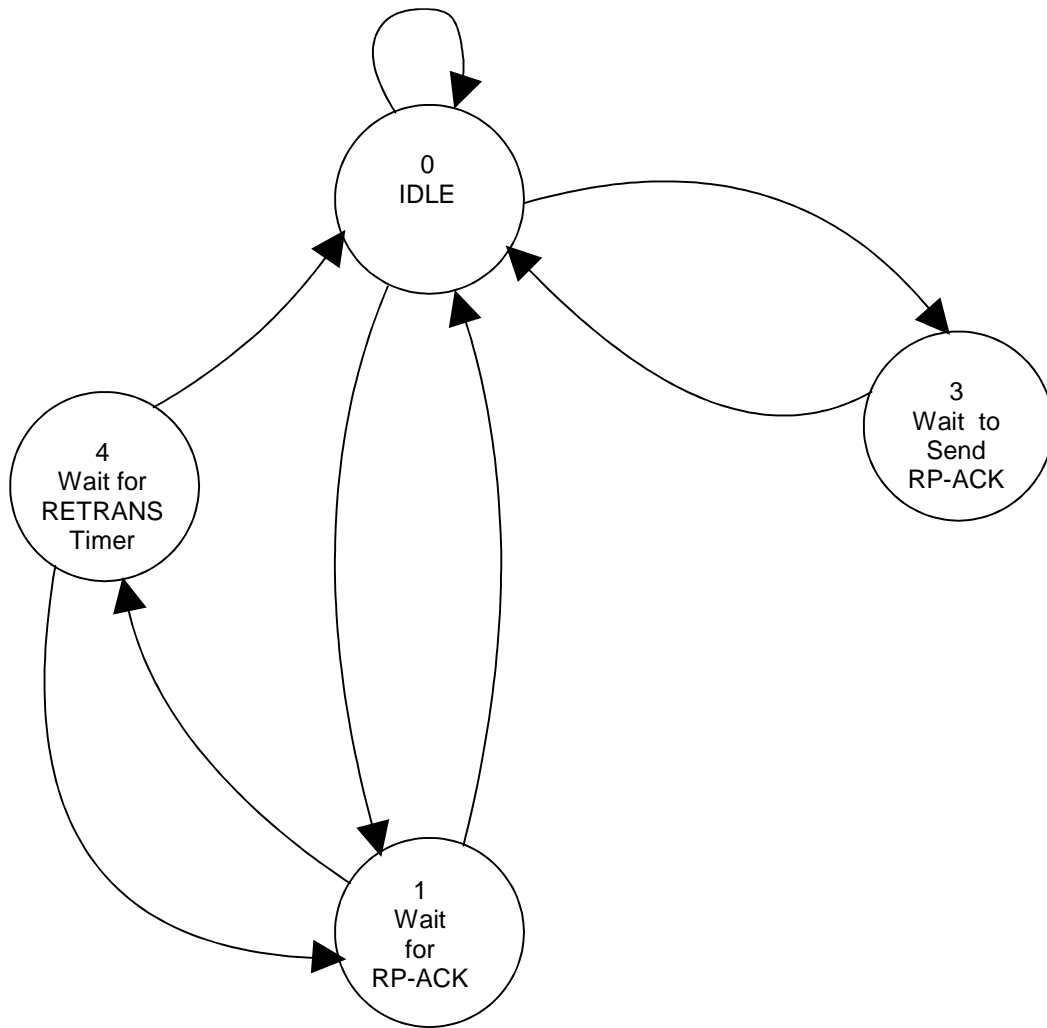 0
IDLE
3
Wait to
Send
RP-ACK
4
Wait for
RETRANS
Timer
1
Wait
for
RP-ACK